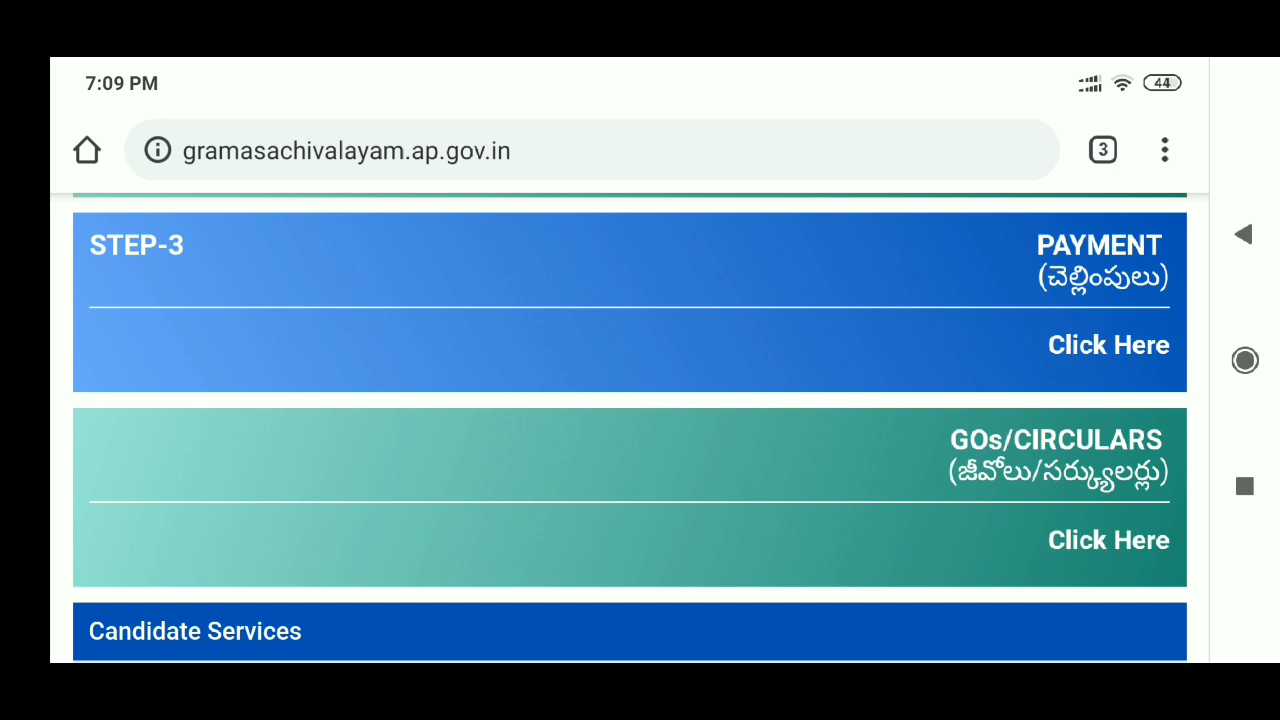 7:09 PM
44
gramasachivalayam.ap.gov.in
3
STEP-3
PAYMENT
(చెల్లింపులు)
Click Here
GOs/CIRCULARS
(జీవోలు/సర్క్యులర్లు)
Click Here
Candidate Services